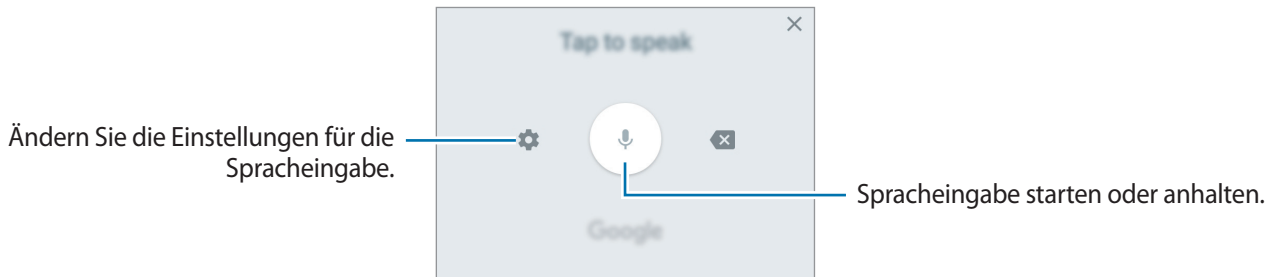 Tap to speak
Ändern Sie die Einstellungen für die
Spracheingabe.
Spracheingabe starten oder anhalten.
Google